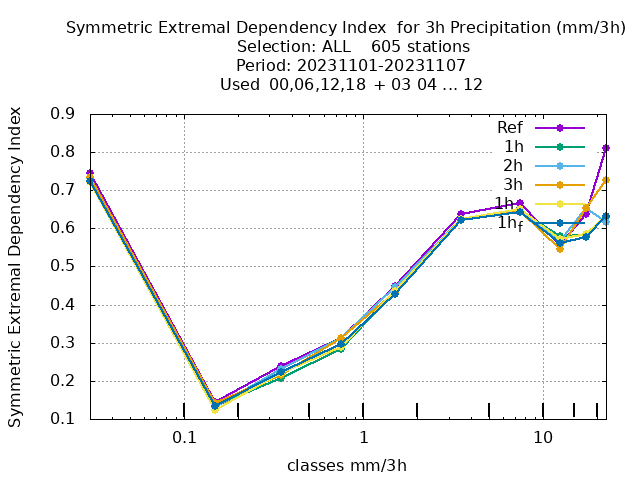 Symmetric Extremal Dependency Index for 3h Precipitation (mm/3h)
Selection: ALL 605 stations
Period: 20231101-20231107
Used 00,06,12,18 + 03 04 ... 12
Symmetric Extremal Dependency Index
0.9
0.8
0.7
0.6
0.5
0.4
0.3
0.2
0.1
Ref
1h
2h
3h
1h
1hf
0.1
1
10
classes mm/3h